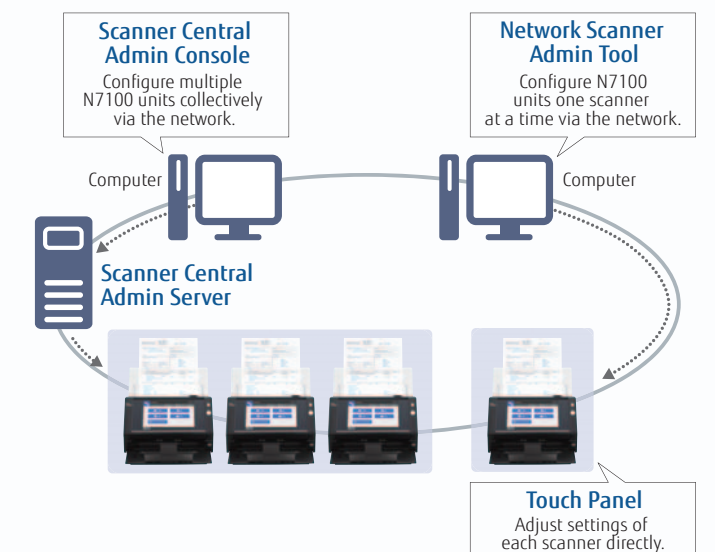 Scanner Central
Admin Console
Configure multiple
N7100 units collectively
via the network.
Network Scanner
Admin Tool
Configure N7100
units one scanner
at a time via the network.
Computer
Computer
Scanner Central
Admin Server
Touch Panel
Adjust settings of
each scanner directly.